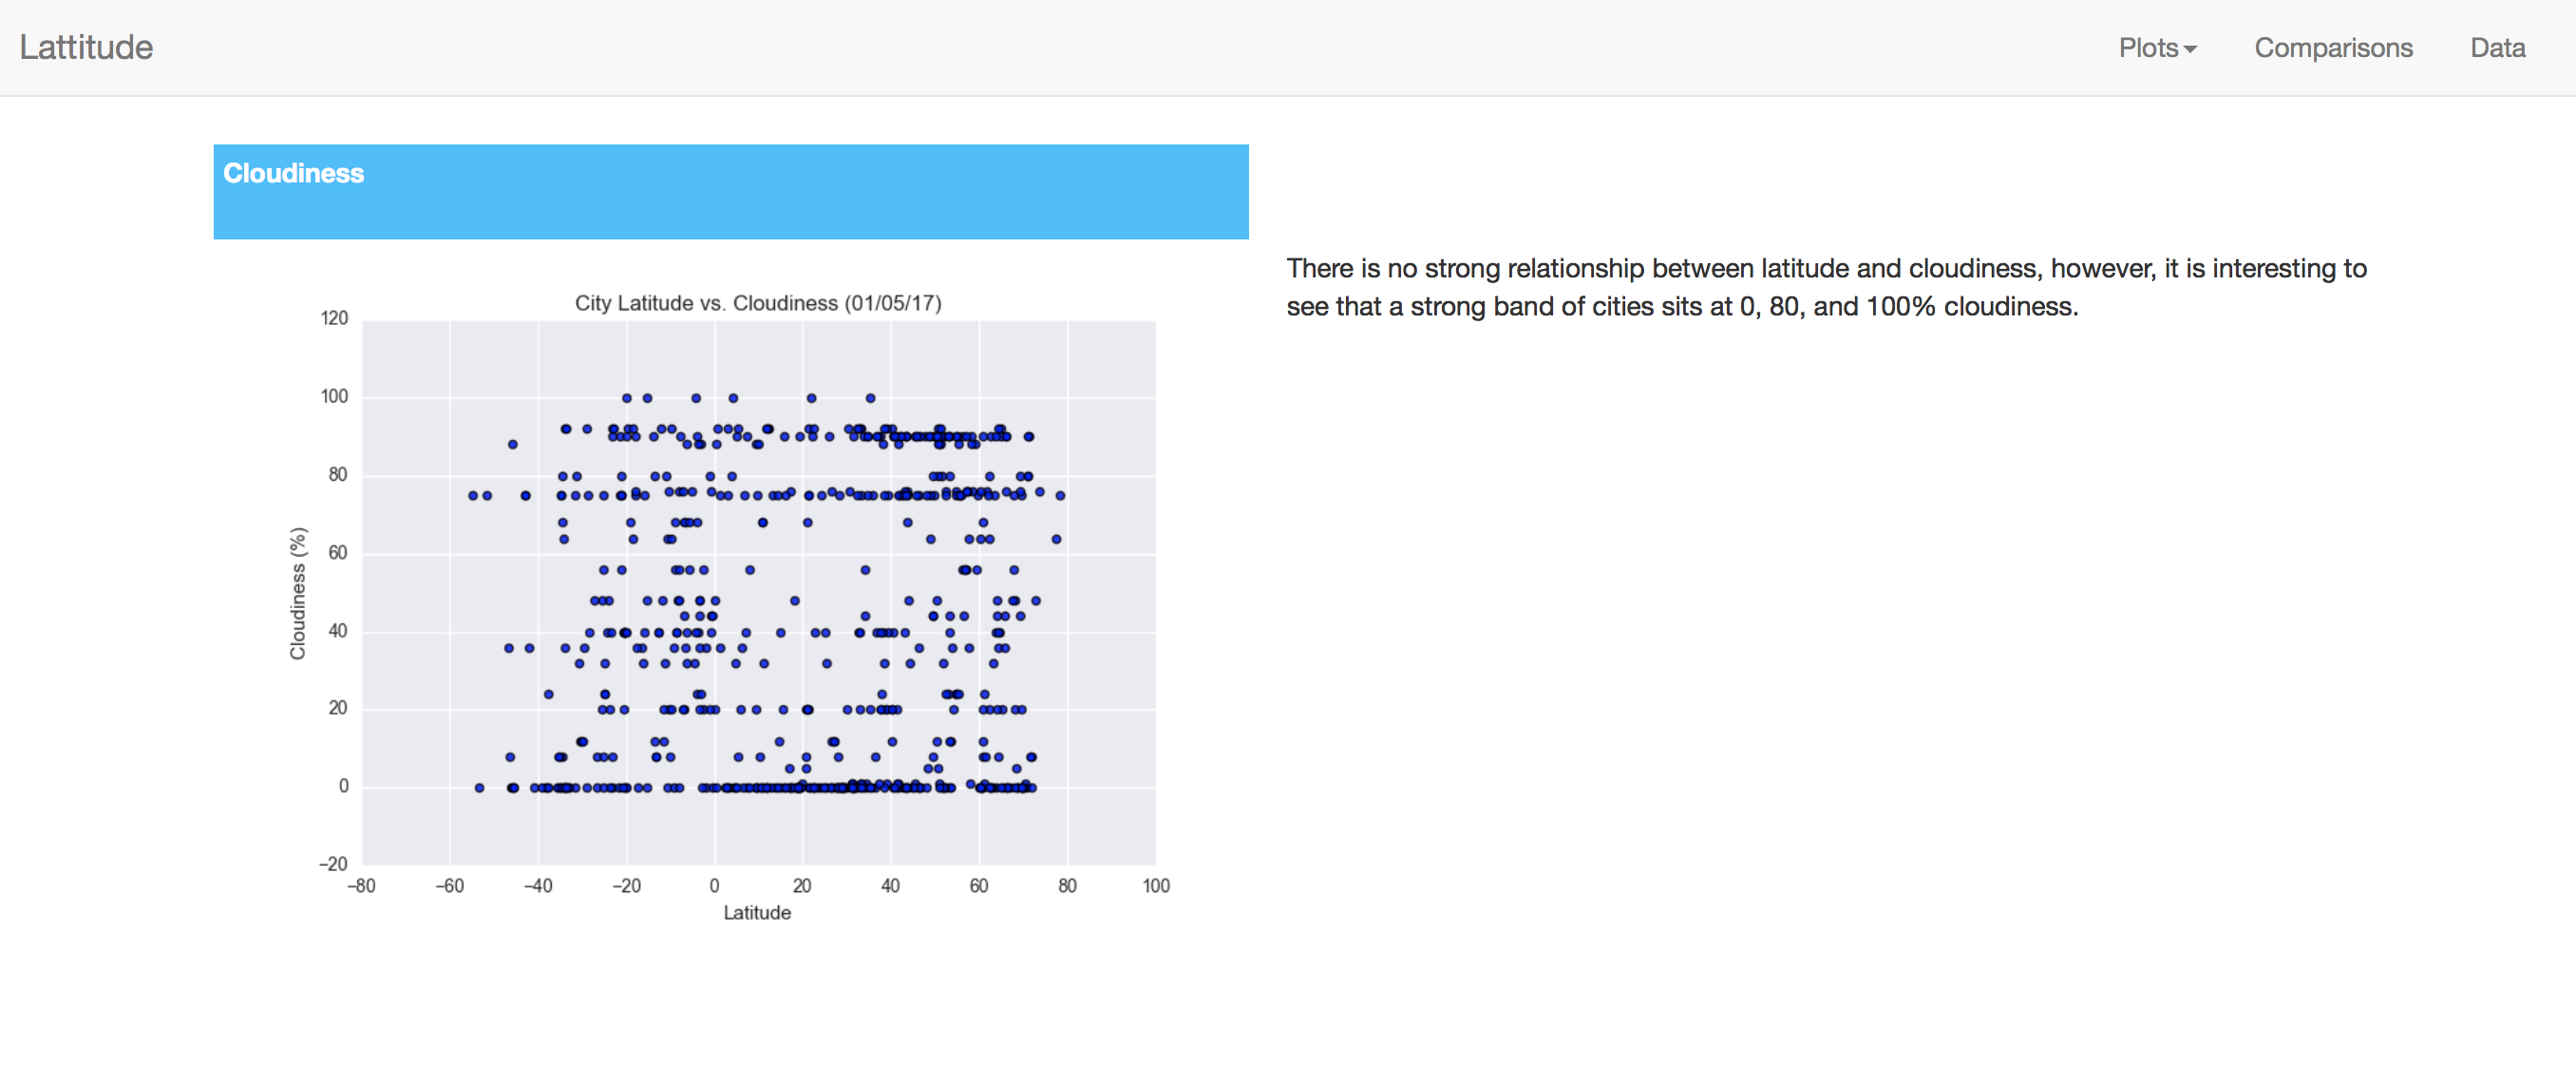 Lattitude
Plots
Comparisons
Data
Cloudiness
There is no strong relationship between latitude and cloudiness, however, it is interesting to
see that a strong band of cities sits at 0, 80, and 100% cloudiness.
City Latitude vs. Cloudiness (01/05/17)
120
100
80
60
40
20
0
−20
Cloudiness (%)
−80 −60 −40 −20 0 20 40 60 80 100
Latitude